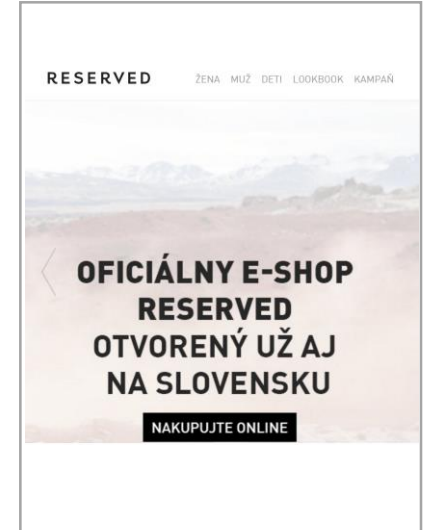 RESERVED ŽENA MUŽ DETI LOOKBOOK KAMPAŇ
OFICIÁLNY E-SHOP
RESERVED
OTVORENÝ UŽ AJ
NA SLOVENSKU
NAKUPUJTE ONLINE